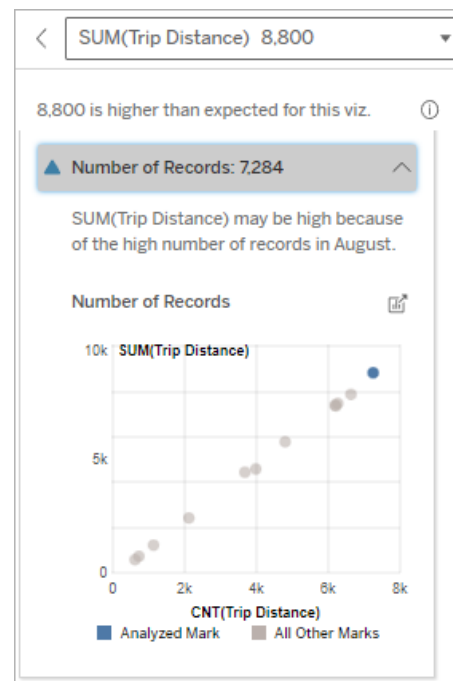 SUM(Trip Distance) 8,800
8,800 is higher than expected for this viz.
Number of Records: 7,284
SUM(Trip Distance) may be high because
of the high number of records in August.
Number of Records
10k SUM(Trip Distance)
5k
0
0 2k 4k 6k 8k
CNT(Trip Distance)
Analyzed Mark All Other Marks